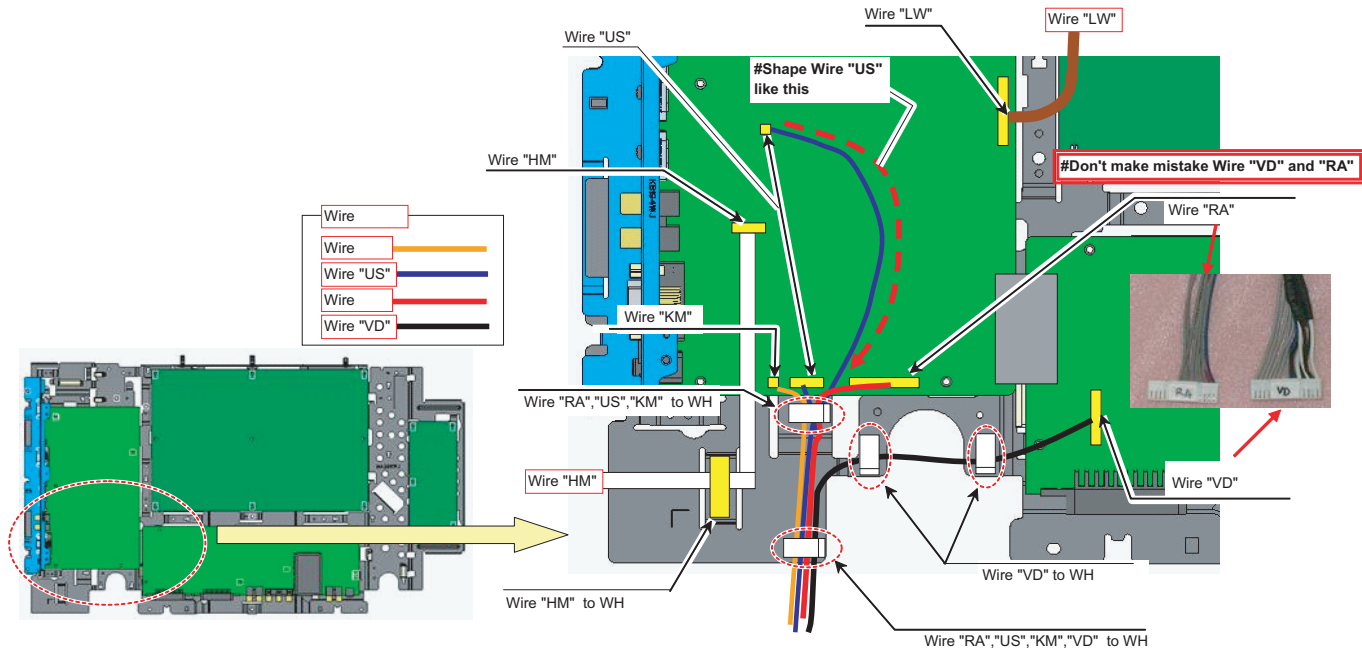 Wire "LW"
Wire "LW"
Wire "US"
#Shape Wire "US"
like this
Wire "HM"
#Don't make mistake Wire "VD" and "RA"
Wire "RA"
Wire
Wire
Wire "US"
Wire
Wire "VD"
Wire "KM"
RA
VD
Wire "RA","US","KM" to WH
Wire "HM"
Wire "VD"
Wire "VD" to WH
Wire "HM" to WH
Wire "RA","US","KM","VD" to WH